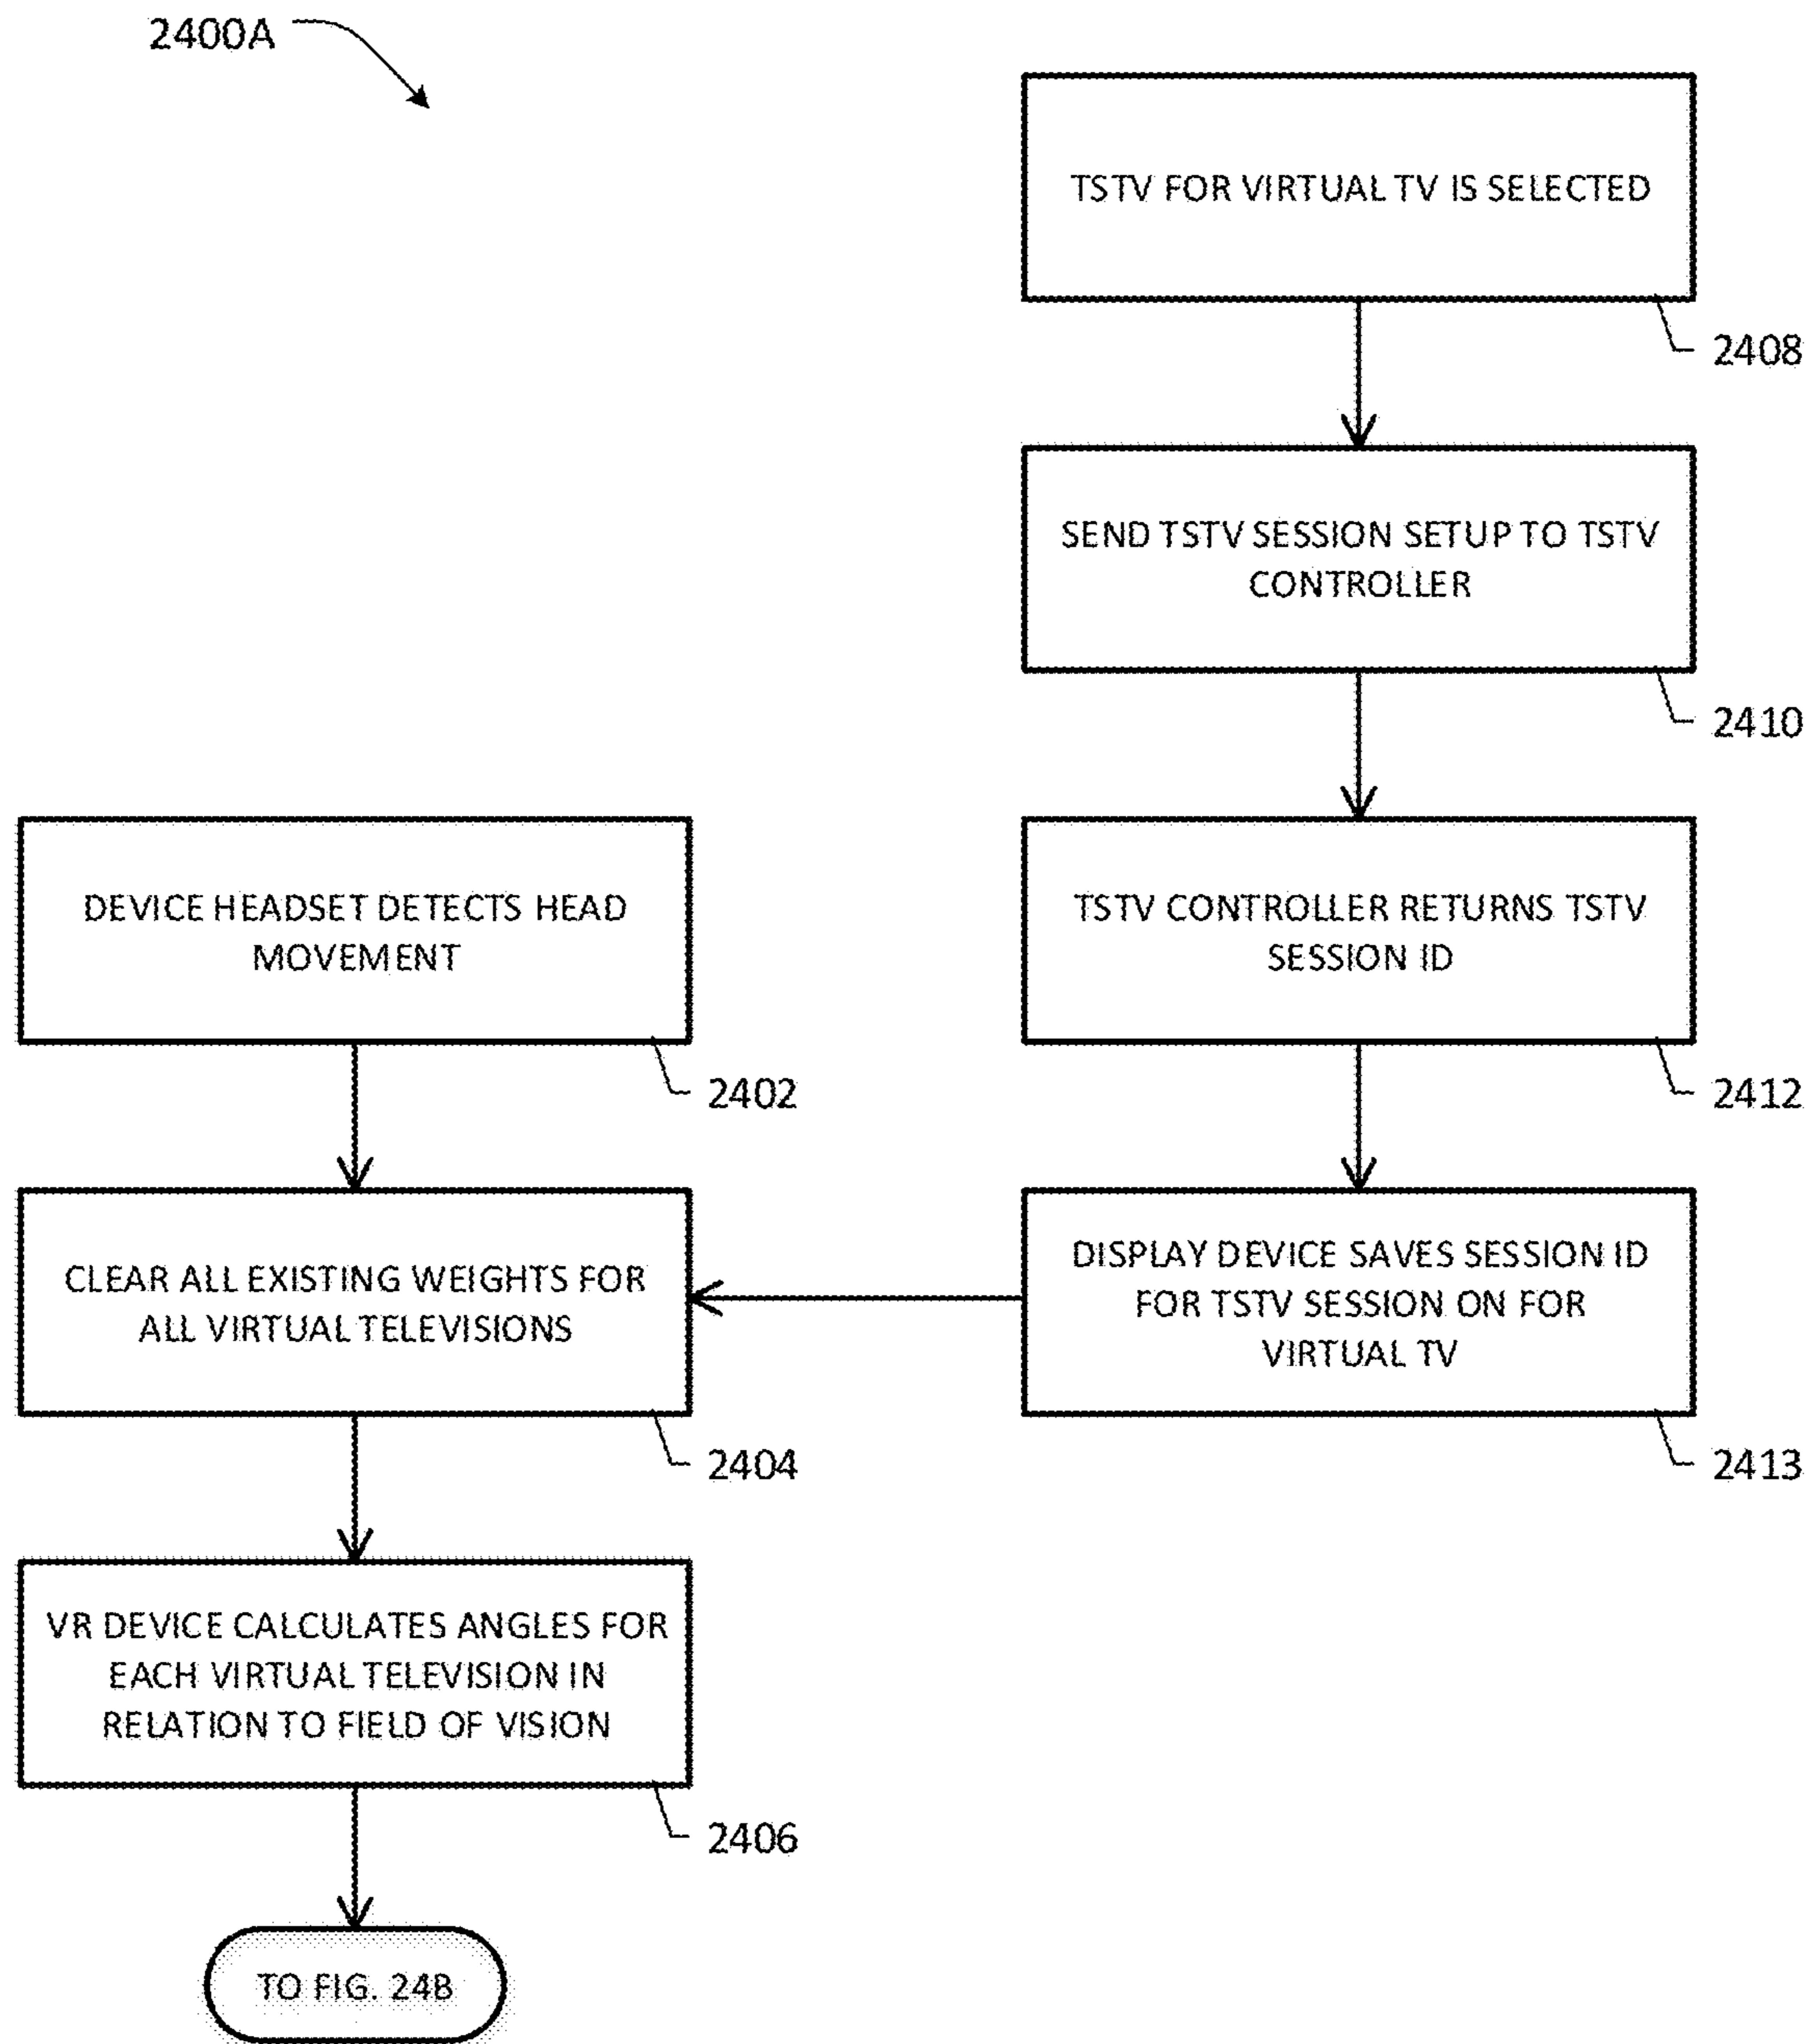 2400A
TSTV FOR VIRTUAL TV IS SELECTED
2408
SEND TSTV SESSION SETUP TO TSTV
CONTROLLER
2410
TSTV CONTROLLER RETURNS TSTV
SESSION ID
2412
DISPLAY DEVICE SAVES SESSION ID
FOR TSTV SESSION ON FOR
VIRTUAL TV
2413
DEVICE HEADSET DETECTS HEAD
MOVEMENT
2402
CLEAR ALL EXISTING WEIGHTS FOR
ALL VIRTUAL TELEVISIONS
2404
VR DEVICE CALCULATES ANGLES FOR
EACH VIRTUAL TELEVISION IN
RELATION TO FIELD OF VISION
2406
TO FIG. 24B